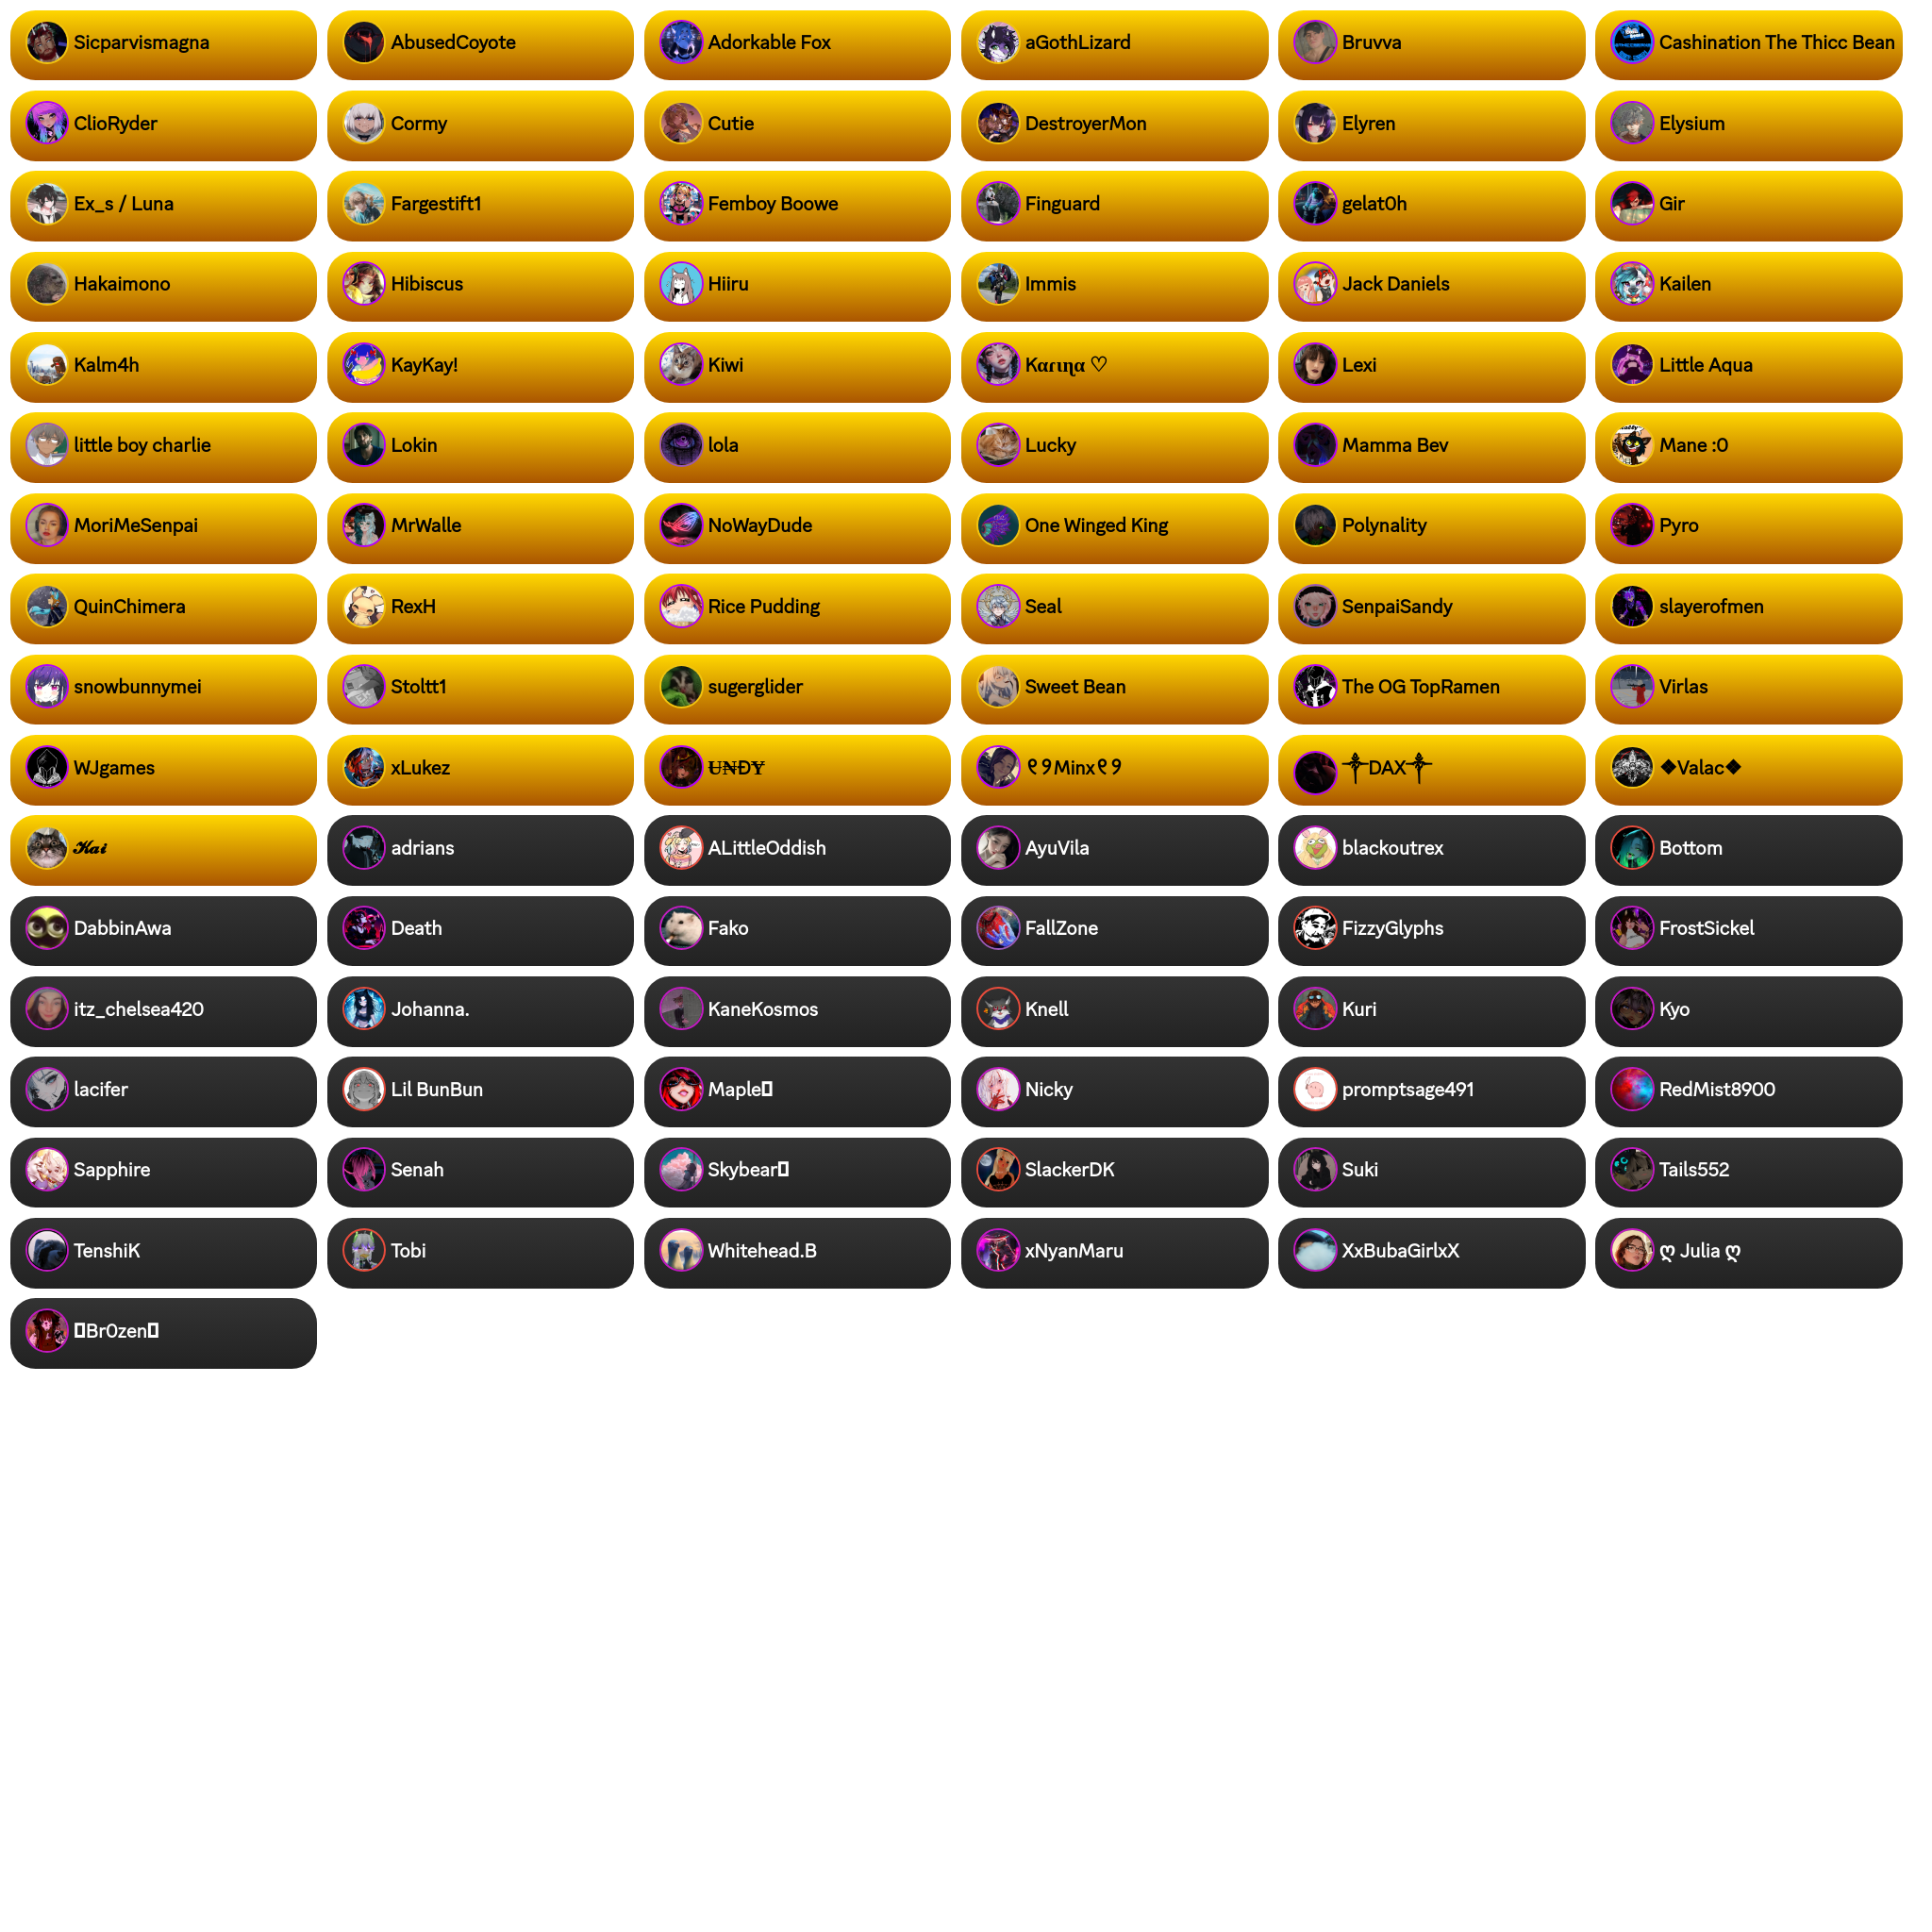 Sicparvismagna
AbusedCoyote
Adorkable Fox
aGothLizard
Bruvva
Cashination The Thicc Bean
ClioRyder
Cormy
Cutie
DestroyerMon
Elyren
Elysium
Ex_s / Luna
Fargestift1
Femboy Boowe
Finguard
gelat0h
Gir
Hakaimono
Hibiscus
Hiiru
Immis
Jack Daniels
Kailen
Kalm4h
KayKay!
Kiwi
Kαɾιɳα ♡
Lexi
Little Aqua
little boy charlie
Lokin
lola
Lucky
Mamma Bev
Mane :0
MoriMeSenpai
MrWalle
NoWayDude
One Winged King
Polynality
Pyro
QuinChimera
RexH
Rice Pudding
Seal
SenpaiSandy
slayerofmen
snowbunnymei
Stoltt1
sugerglider
Sweet Bean
The OG TopRamen
Virlas
WJgames
xLukez
U̶₦ĐɎ
୧୨Minx୧୨
⸸DAX⸸
❖Valac❖
𝓚𝓪𝓲
adrians
ALittleOddish
AyuVila
blackoutrex
Bottom
DabbinAwa
Death
Fako
FallZone
FizzyGlyphs
FrostSickel
itz_chelsea420
Johanna.
KaneKosmos
Knell
Kuri
Kyo
lacifer
Lil BunBun
Maple
Nicky
promptsage491
RedMist8900
Sapphire
Senah
Skybear
SlackerDK
Suki
Tails552
TenshiK
Tobi
Whitehead.B
xNyanMaru
XxBubaGirlxX
ღ Julia ღ
Br0zen